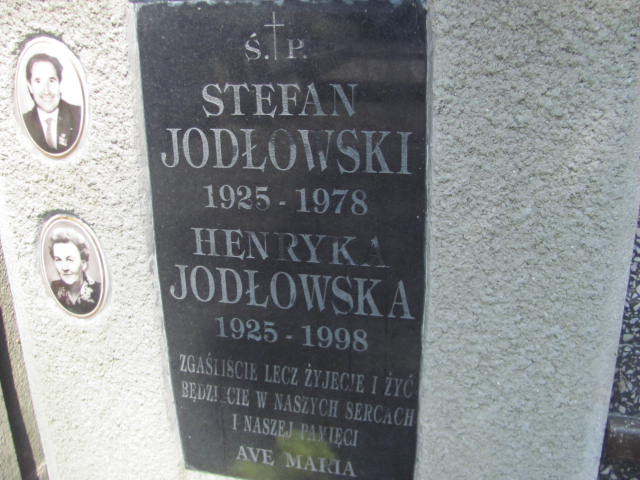 Ś. P.
STEFAN
JODŁOWSKI
1925 - 1978
HENRYKA
JODŁOWSKA
1925 - 1998
ZGAŚLIŚCIE LECZ ŻYJECIE I ŻYĆ
BĘDZIECIE W NASZYCH SERCACH
I NASZEJ PAMIĘCI
AVE MARIA